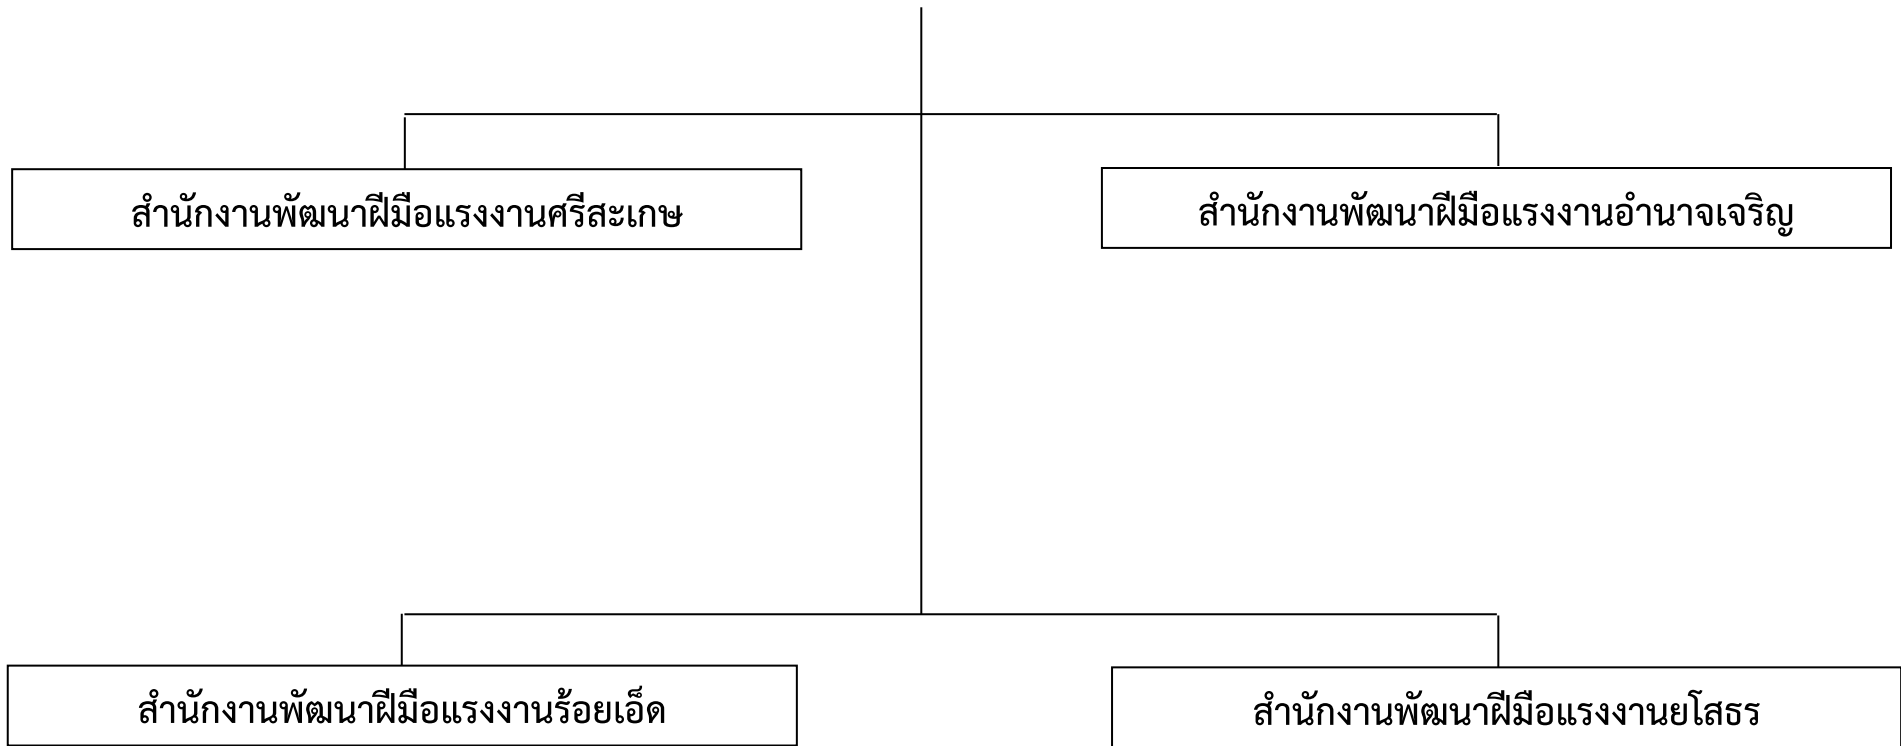 สำนักงานพัฒนาฝีมือแรงงานศรีสะเกษ
สำนักงานพัฒนาฝีมือแรงงานอำนาจเจริญ
สำนักงานพัฒนาฝีมือแรงงานร้อยเอ็ด
สำนักงานพัฒนาฝีมือแรงงานยโสธร